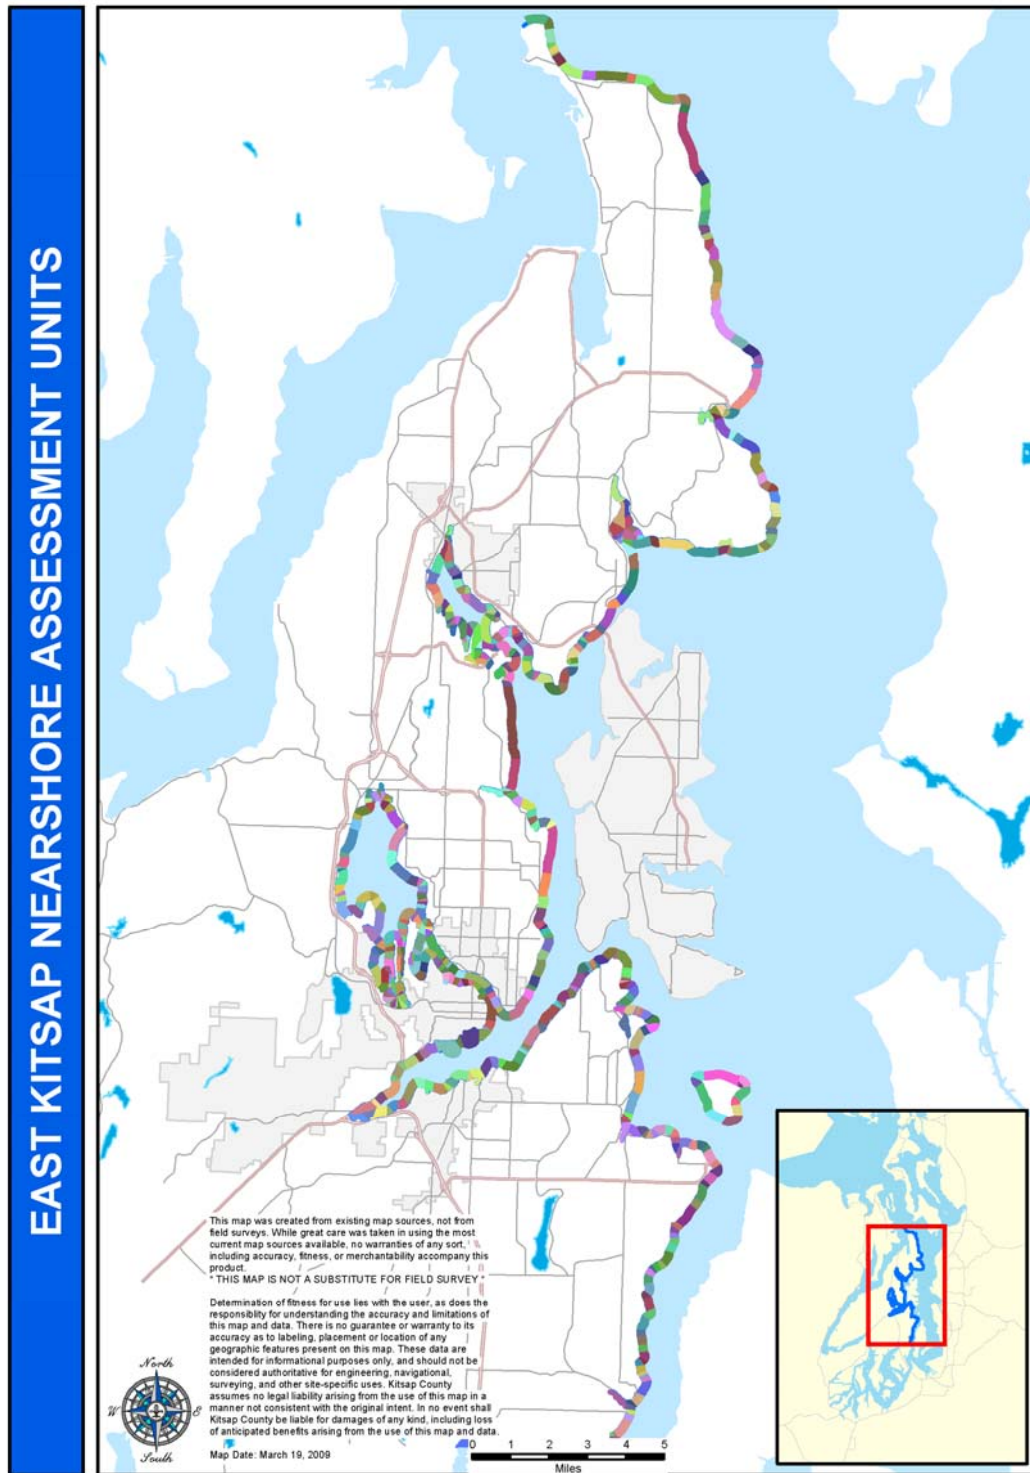 EAST KITSAP NEARSHORE ASSESSMENT UNITS
This map was created from existing map sources, not from
field surveys. While great care was taken in using the most
current map sources available, no warranties of any sort,
including accuracy, fitness, or merchantability accompany this
product.
* THIS MAP IS NOT A SUBSTITUTE FOR FIELD SURVEY *
Determination of fitness for use lies with the user, as does the
responsiblity for understanding the accuracy and limitations of
this map and data. There is no guarantee or warranty to its
accuracy as to labeling, placement or location of any
geographic features present on this map. These data are
intended for informational purposes only, and should not be
considered authoritative for engineering, navigational,
surveying, and other site-specific uses. Kitsap County
assumes no legal liability arising from the use of this map in a
manner not consistent with the original intent. In no event shall
Kitsap County be liable for damages of any kind, including loss
of anticipated benefits arising from the use of this map and data.
Map Date: March 19, 2009
North
W E
South
0 1 2 3 4 5
Miles